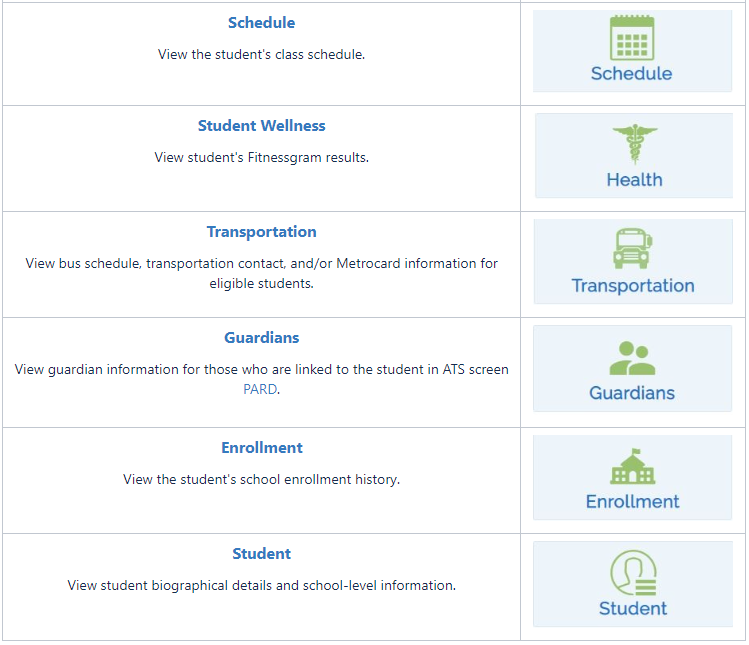 Schedule
View the student's class schedule.
Schedule
Student Wellness
View student's Fitnessgram results.
Health
Transportation
View bus schedule, transportation contact, and/or Metrocard information for
eligible students.
Transportation
Guardians
View guardian information for those who are linked to the student in ATS screen
PARD.
Guardians
Enrollment
View the student's school enrollment history.
Enrollment
Student
View student biographical details and school-level information.
Student